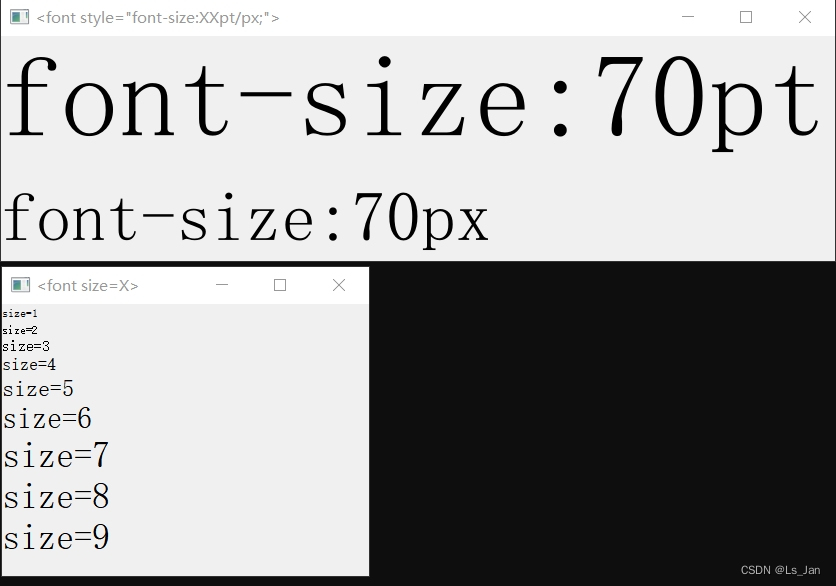 <font style="font-size:XXpt/px;">
font-size:70pt
font-size:70px
<font size=X>
size=1
size=2
size=3
size=4
size=5
size=6
size=7
size=8
size=9
CSDN @Ls_Jan